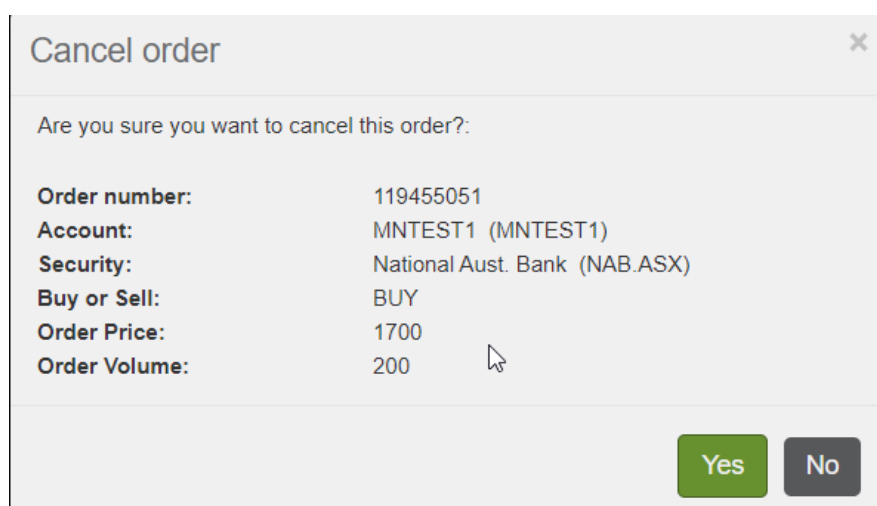 Cancel order
×
Are you sure you want to cancel this order?:
Order number: 119455051
Account: MNTEST1 (MNTEST1)
Security: National Aust. Bank (NAB.ASX)
Buy or Sell: BUY
Order Price: 1700
Order Volume: 200
Yes No